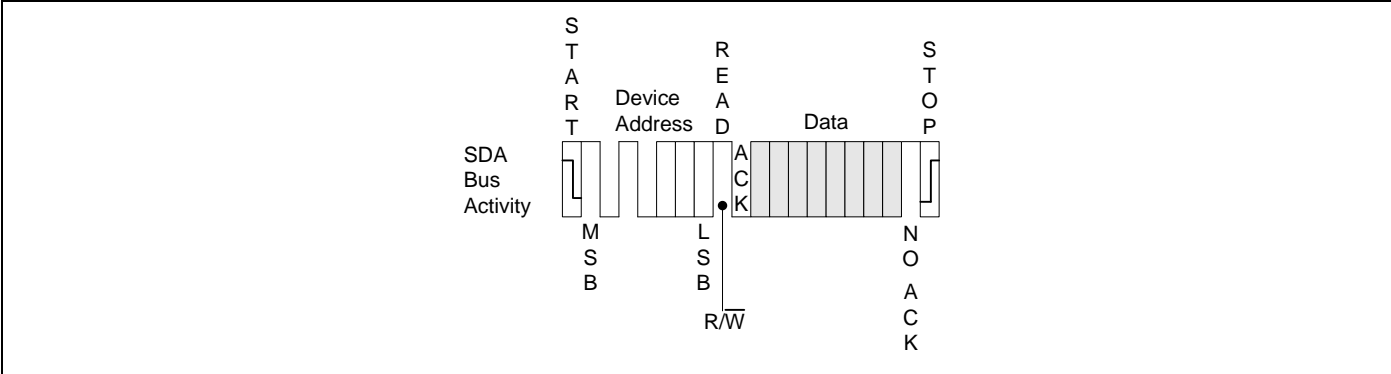 START
Device
Address
READ
Data
STOP
SDA
Bus
Activity
ACK
MSB
LSB
R/W̅
NO ACK